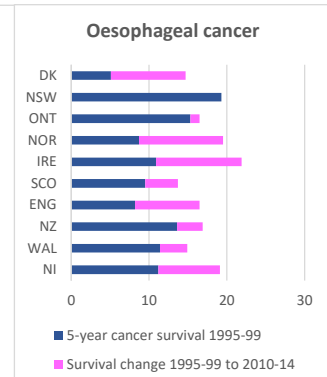 Oesophageal cancer
DK
NSW
ONT
NOR
IRE
SCO
ENG
NZ
WAL
NI
0 10 20 30
5-year cancer survival 1995-99
Survival change 1995-99 to 2010-14